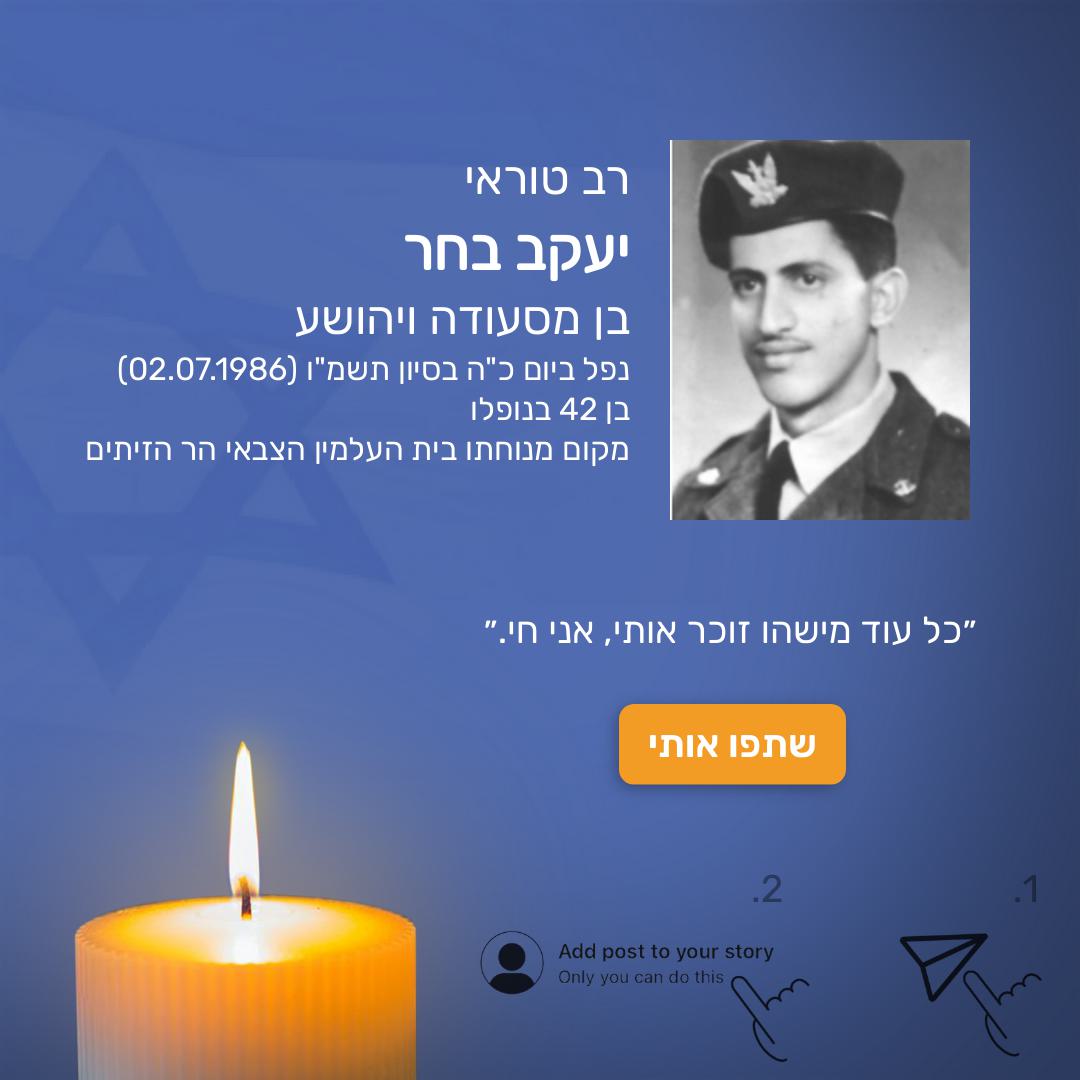 רב טוראי
יעקב בחר
בן מסעודה ויהושע
נפל ביום כ"ה בסיון תשמ"ו (02.07.1986)
בן 42 בנופלו
מקום מנוחתו בית העלמין הצבאי הר הזיתים
״כל עוד מישהו זוכר אותי, אני חי.״
שתפו אותי
1.
2.
Add post to your story
Only you can do this